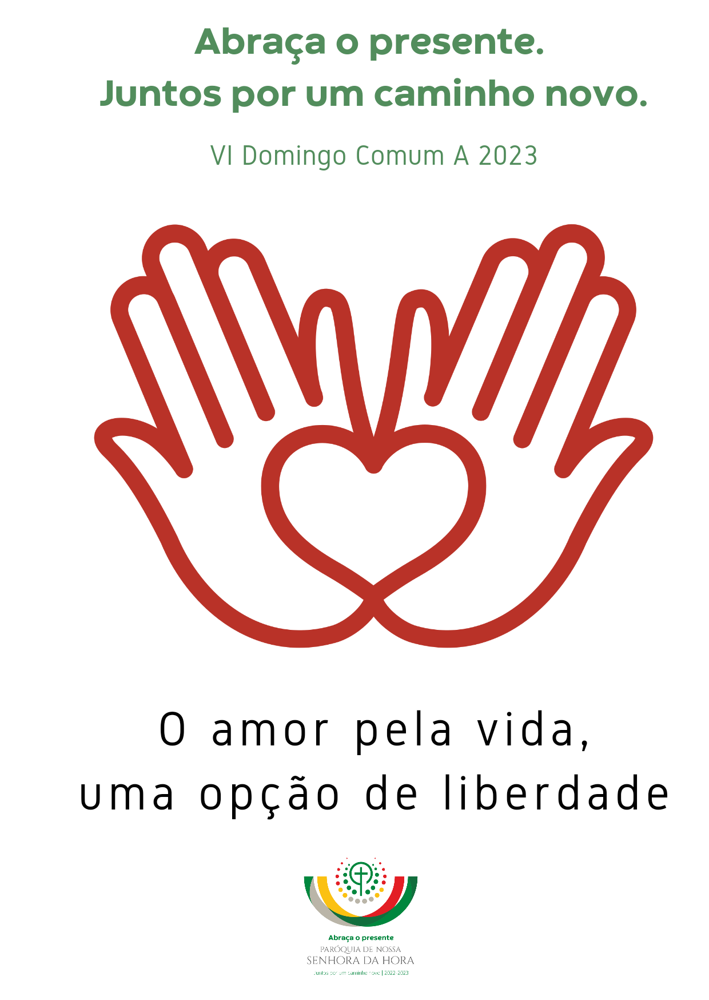 Abraça o presente.
Juntos por um caminho novo.
VI Domingo Comum A 2023
O amor pela vida,
uma opção de liberdade
Abraça o presente
PARÓQUIA DE NOSSA
SENHORA DA HORA
Juntos por um caminho novo | 2022-2023